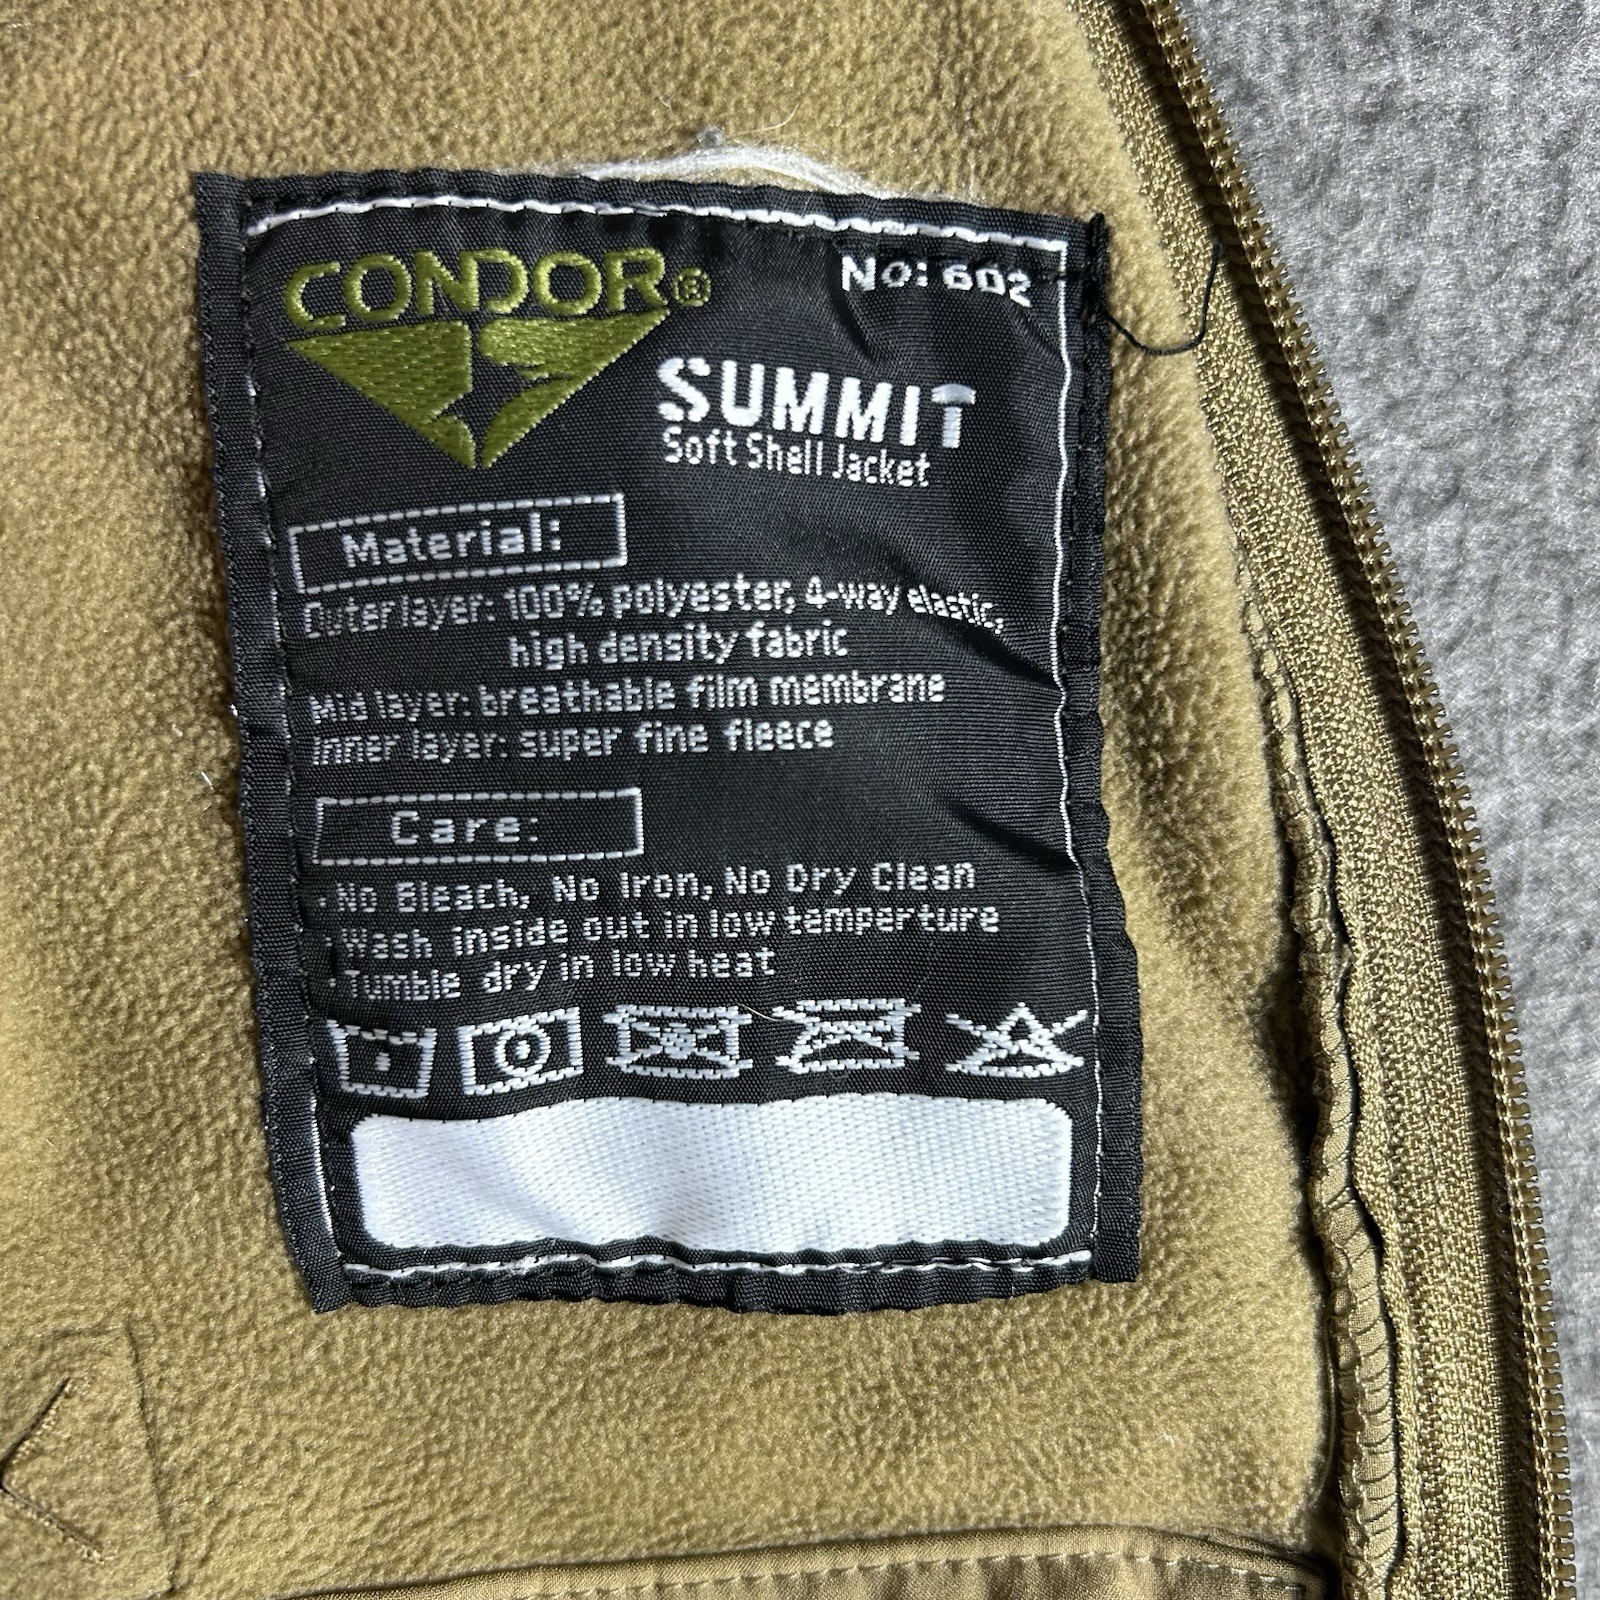 CONDOR®
No: 602
SUMMIT
Soft Shell Jacket
Material:
Outer layer: 100% polyester, 4-way elastic,
high density fabric
Mid layer: breathable film membrane
Inner layer: super fine fleece
Care:
· No Bleach, No Iron, No Dry Clean
· Wash inside out in low temperture
· Tumble dry in low heat